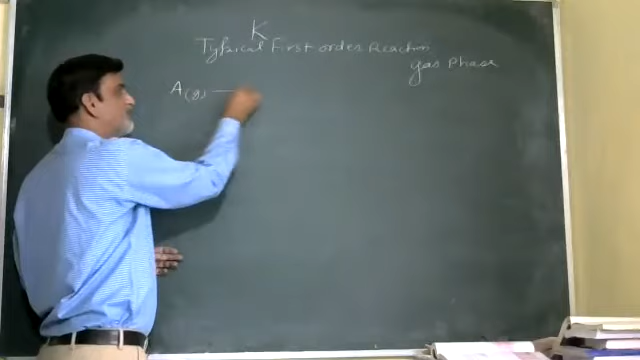 K
Typical First order Reaction
gas Phase
A(g) —